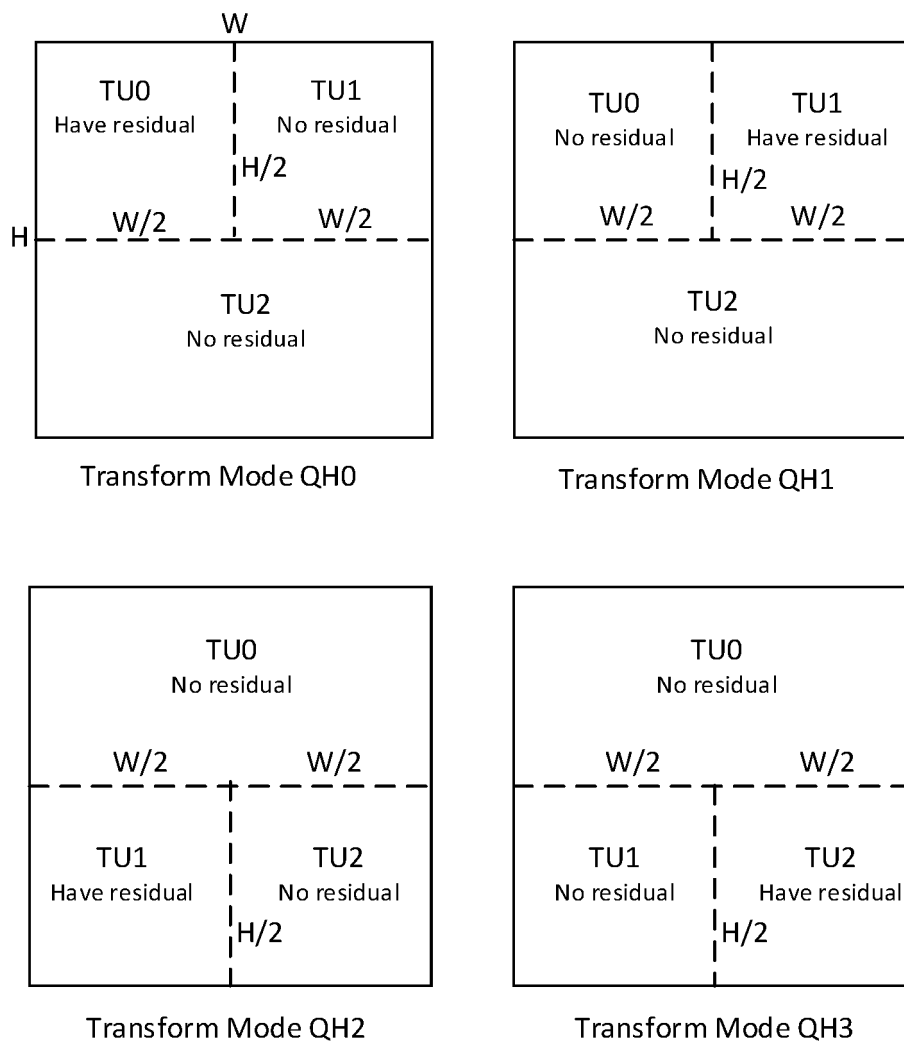 W
TU0
Have residual
TU1
No residual
H/2
W/2
W/2
H
TU2
No residual
Transform Mode QH0
TU0
No residual
TU1
Have residual
H/2
W/2
W/2
TU2
No residual
Transform Mode QH1
TU0
No residual
W/2
W/2
TU1
Have residual
TU2
No residual
H/2
Transform Mode QH2
TU0
No residual
W/2
W/2
TU1
No residual
TU2
Have residual
H/2
Transform Mode QH3